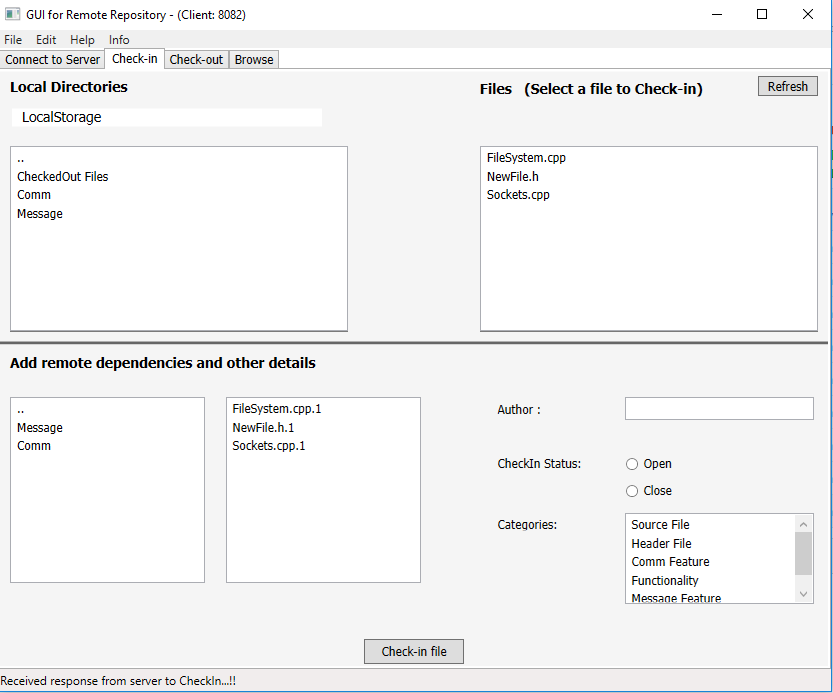 GUI for Remote Repository - (Client: 8082)
File Edit Help Info
Connect to Server Check-in Check-out Browse
Local Directories
Files (Select a file to Check-in)
Refresh
LocalStorage
..
CheckedOut Files
Comm
Message
FileSystem.cpp
NewFile.h
Sockets.cpp
Add remote dependencies and other details
..
Message
Comm
FileSystem.cpp.1
NewFile.h.1
Sockets.cpp.1
Author :
CheckIn Status:
Open
Close
Categories:
Source File
Header File
Comm Feature
Functionality
Message Feature
Check-in file
Received response from server to CheckIn...!!